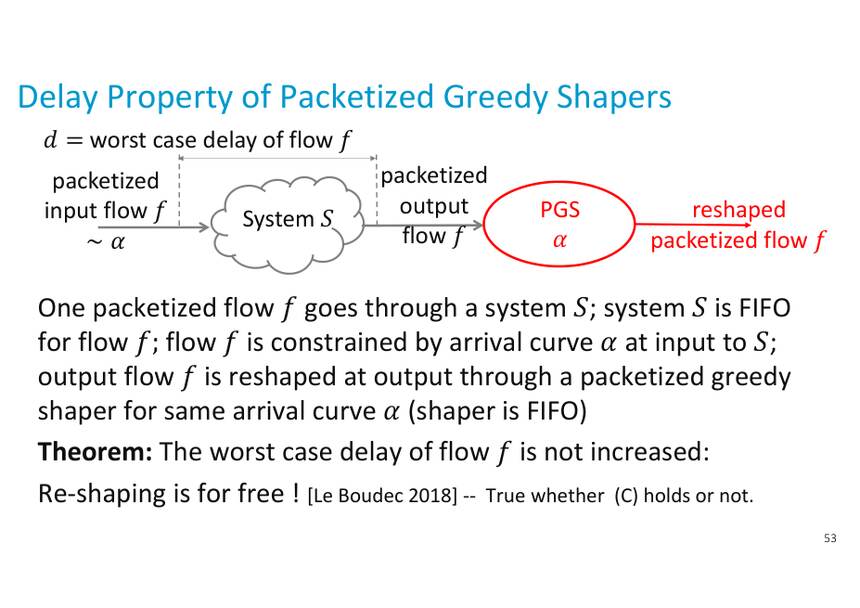 Delay Property of Packetized Greedy Shapers
𝑑 = worst case delay of flow 𝑓
packetized
input flow 𝑓
~ 𝛼
System 𝑆
packetized
output
flow 𝑓
PGS
𝛼
reshaped
packetized flow 𝑓
One packetized flow 𝑓 goes through a system 𝑆; system 𝑆 is FIFO
for flow 𝑓; flow 𝑓 is constrained by arrival curve 𝛼 at input to 𝑆;
output flow 𝑓 is reshaped at output through a packetized greedy
shaper for same arrival curve 𝛼 (shaper is FIFO)
Theorem: The worst case delay of flow 𝑓 is not increased:
Re-shaping is for free ! [Le Boudec 2018] -- True whether (C) holds or not.
53